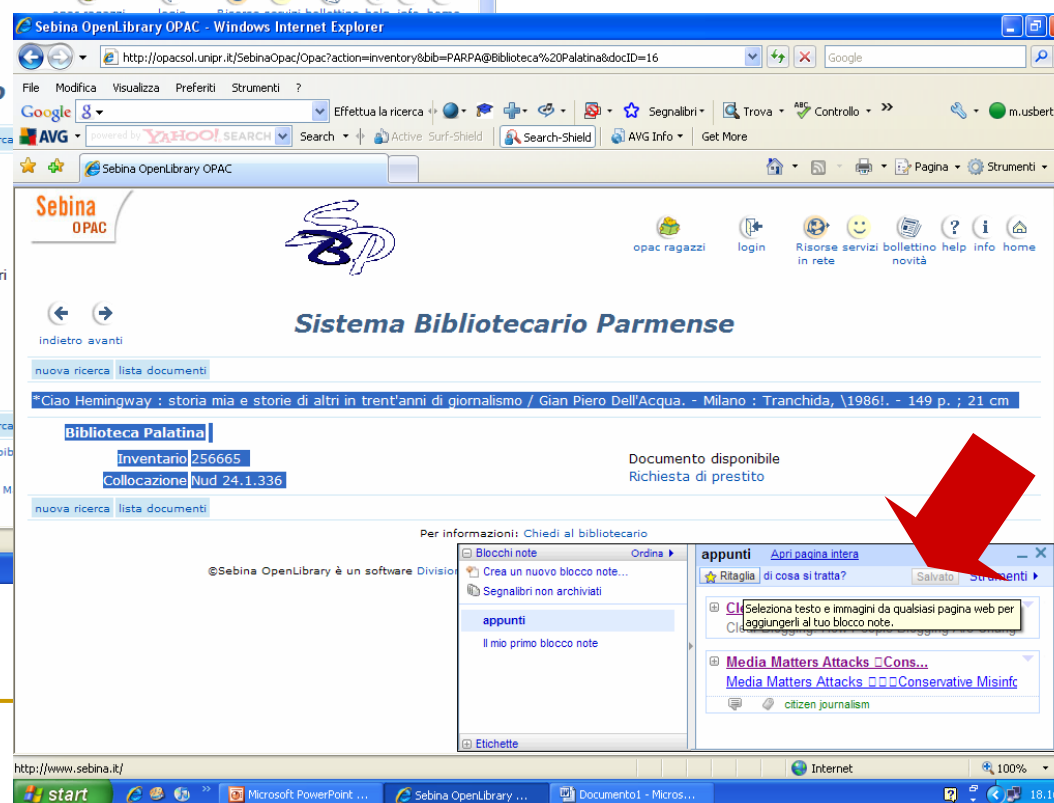 Sebina OpenLibrary OPAC - Windows Internet Explorer
http://opacsol.unipr.it/SebinaOpac/Opac?action=inventory&bib=PARPA@Biblioteca%20Palatina&docID=16
Google
File Modifica Visualizza Preferiti Strumenti ?
Google Effettua la ricerca Segnalibri Trova Controllo >> m.usbert
AVG powered by YAHOO! SEARCH Search Active Surf-Shield Search-Shield AVG Info Get More
Sebina OpenLibrary OPAC Pagina Strumenti
Sebina
OPAC
SBP
opac ragazzi login Risorse in rete servizi bollettino novità help info home
indietro avanti
Sistema Bibliotecario Parmense
nuova ricerca lista documenti
*Ciao Hemingway : storia mia e storie di altri in trent'anni di giornalismo / Gian Piero Dell'Acqua. - Milano : Tranchida, \1986!. - 149 p. ; 21 cm
Biblioteca Palatina
Inventario 256665 Documento disponibile
Collocazione Nud 24.1.336 Richiesta di prestito
nuova ricerca lista documenti
Per informazioni: Chiedi al bibliotecario
©Sebina OpenLibrary è un software
Blocchi note Ordina
Crea un nuovo blocco note...
Segnalibri non archiviati
appunti
Il mio primo blocco note
Etichette
appunti Apri pagina intera
Ritaglia di cosa si tratta? Salvato Strumenti
Seleziona testo e immagini da qualsiasi pagina web per
aggiungerli al tuo blocco note.
Media Matters Attacks Cons...
Media Matters Attacks Conservative
citizen journalism
http://www.sebina.it/ Internet 100%
start Microsoft PowerPoint ... Sebina OpenLibrary ... Documento1 - Micros...